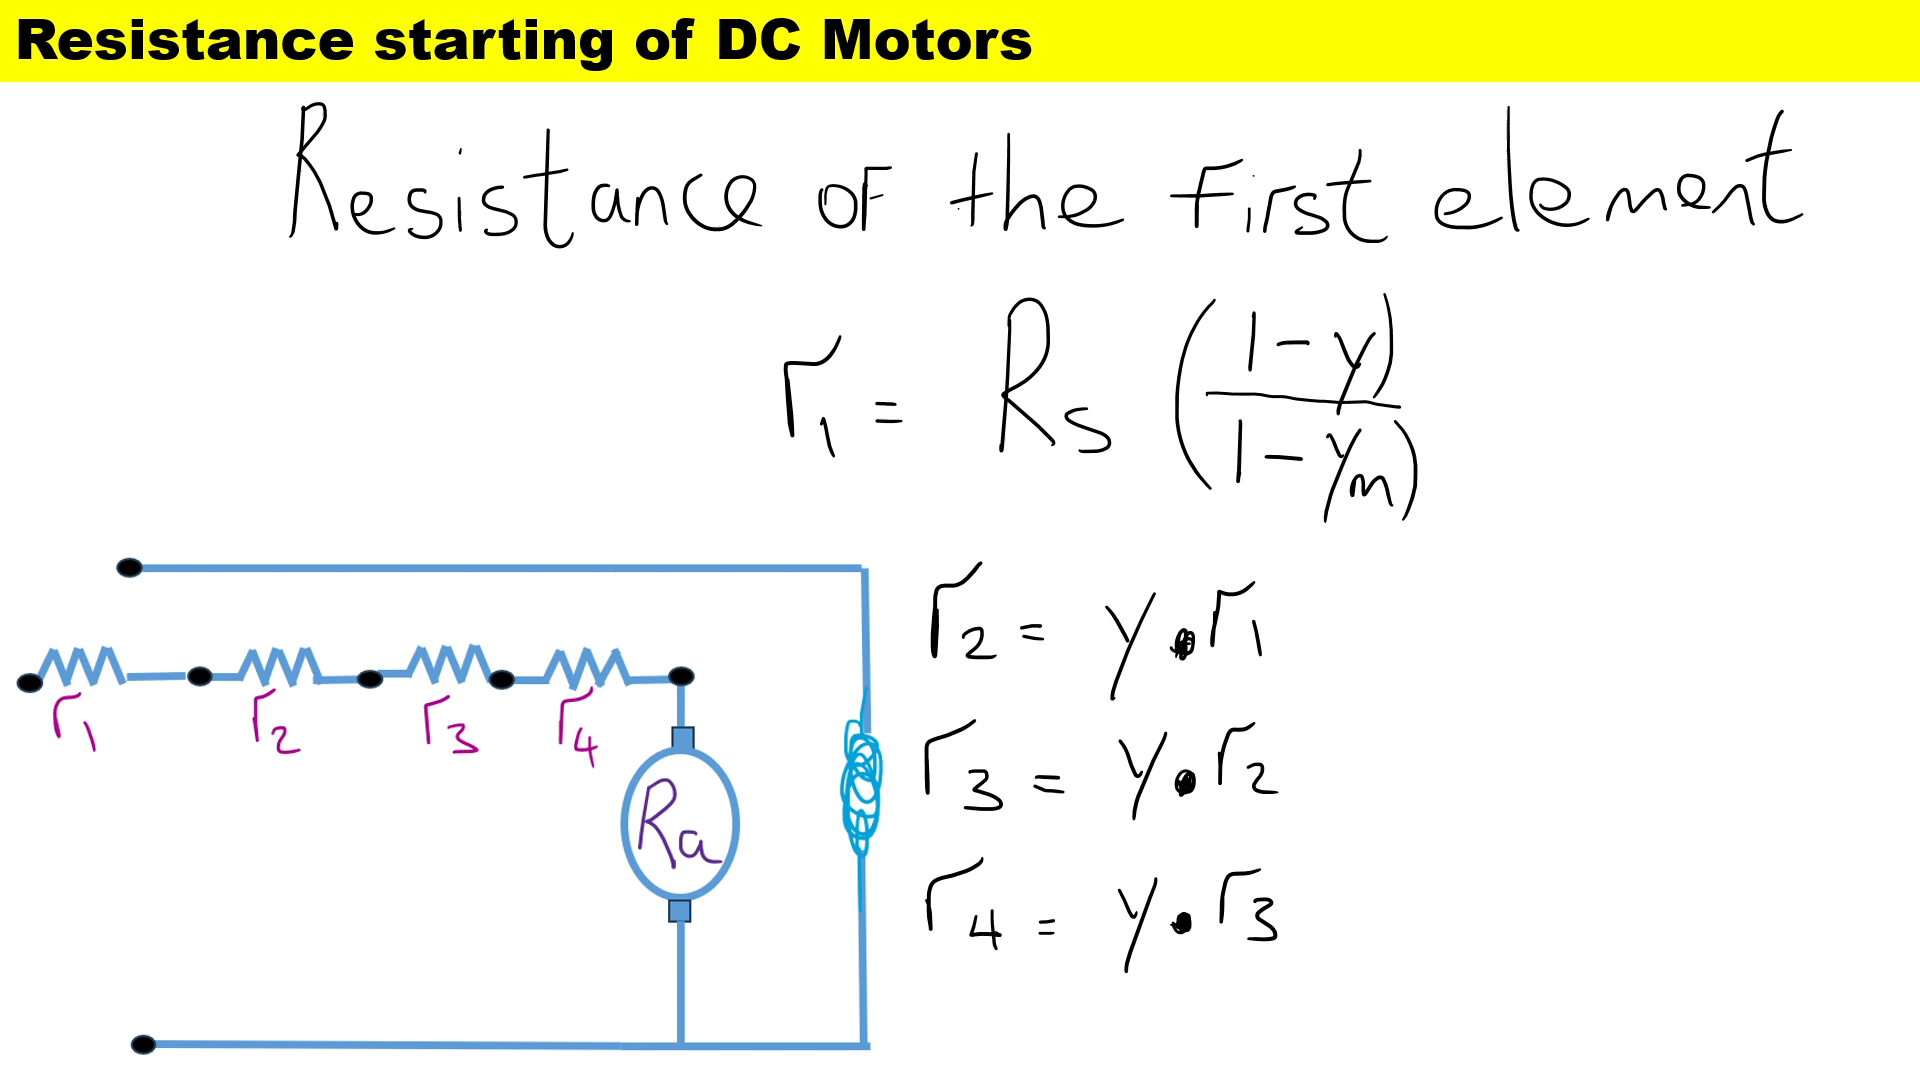 Resistance starting of DC Motors
Resistance of the first element
r1 = Rs (1-y)
(1-ym)
r2 = y.r1
r1 r2 r3 r4
r3 = y.r2
Ra
r4 = y.r3